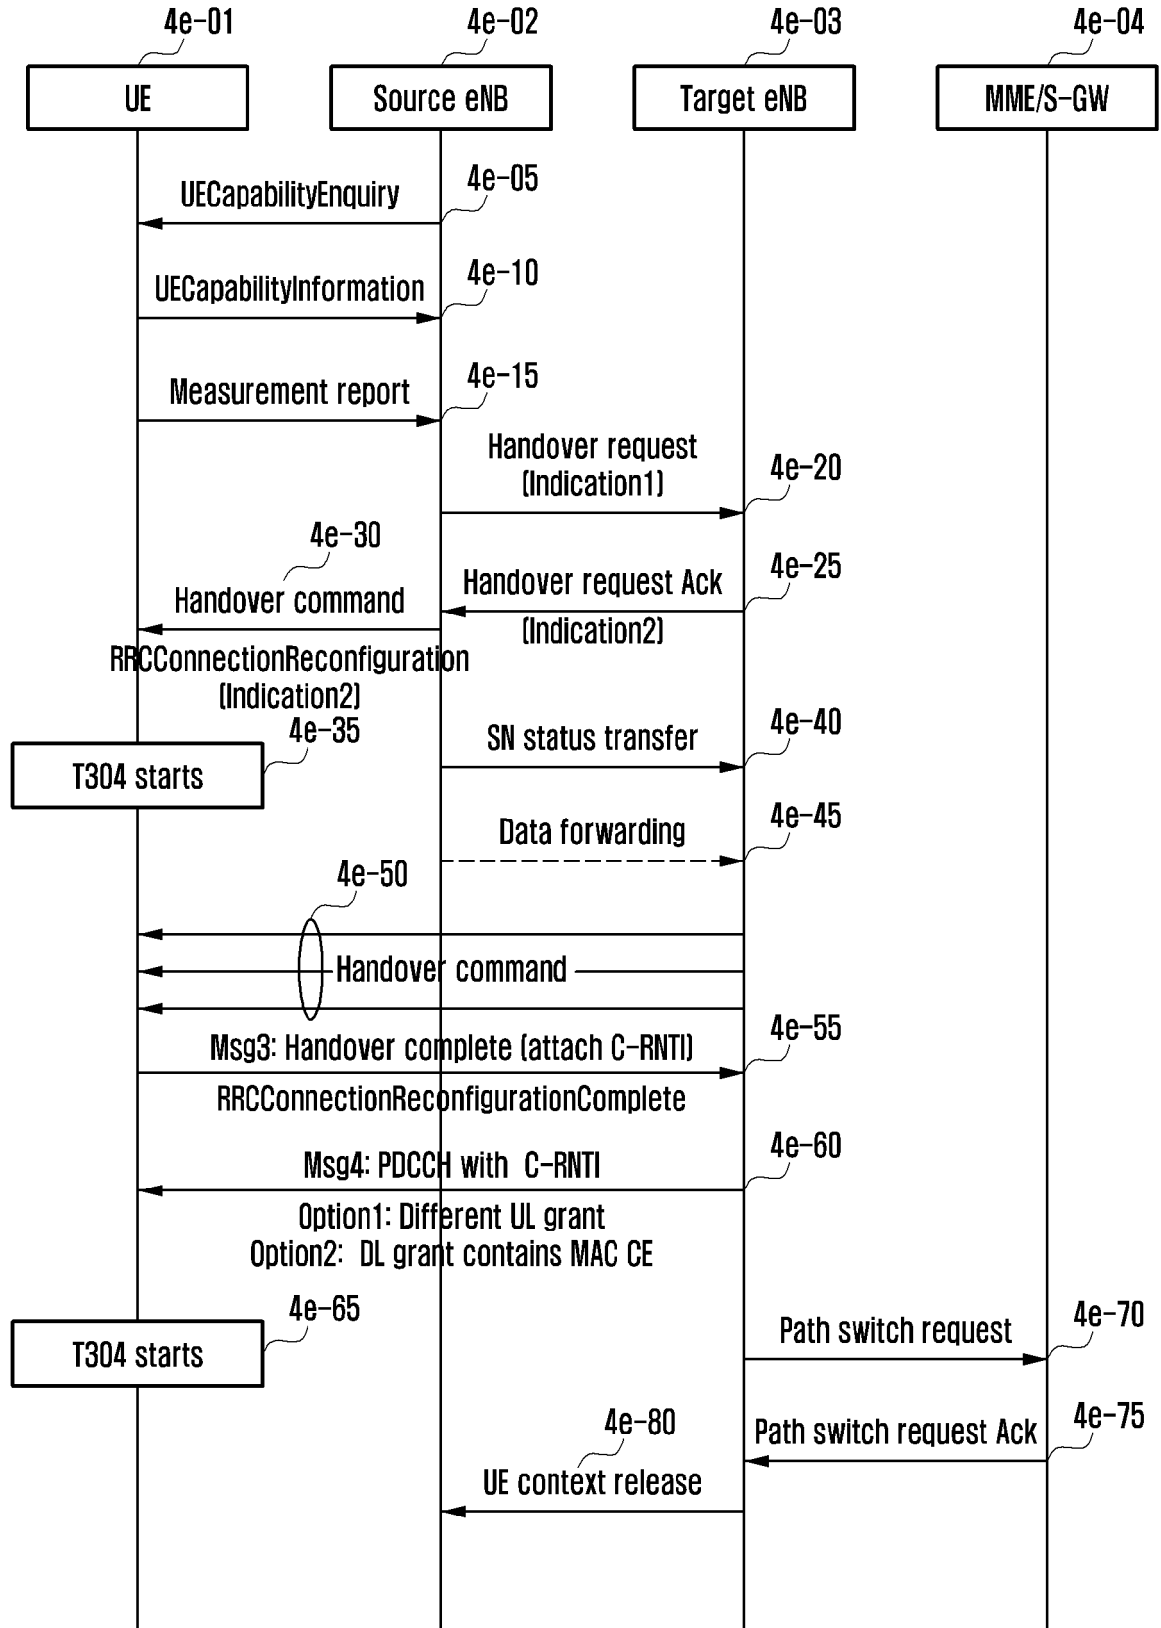 4e-01
4e-02
4e-03
4e-04
UE
Source eNB
Target eNB
MME/S-GW
4e-05
UECapabilityEnquiry
4e-10
UECapabilityInformation
4e-15
Measurement report
Handover request
(Indication1)
4e-20
4e-30
Handover command
4e-25
Handover request Ack
(Indication2)
RRCConnectionReconfiguration
(Indication2)
4e-35
T304 starts
4e-40
SN status transfer
4e-45
Data forwarding
4e-50
Handover command
4e-55
Msg3: Handover complete (attach C-RNTI)
RRCConnectionReconfigurationComplete
4e-60
Msg4: PDCCH with C-RNTI
Option1: Different UL grant
Option2: DL grant contains MAC CE
4e-65
T304 starts
4e-70
Path switch request
4e-75
Path switch request Ack
4e-80
UE context release